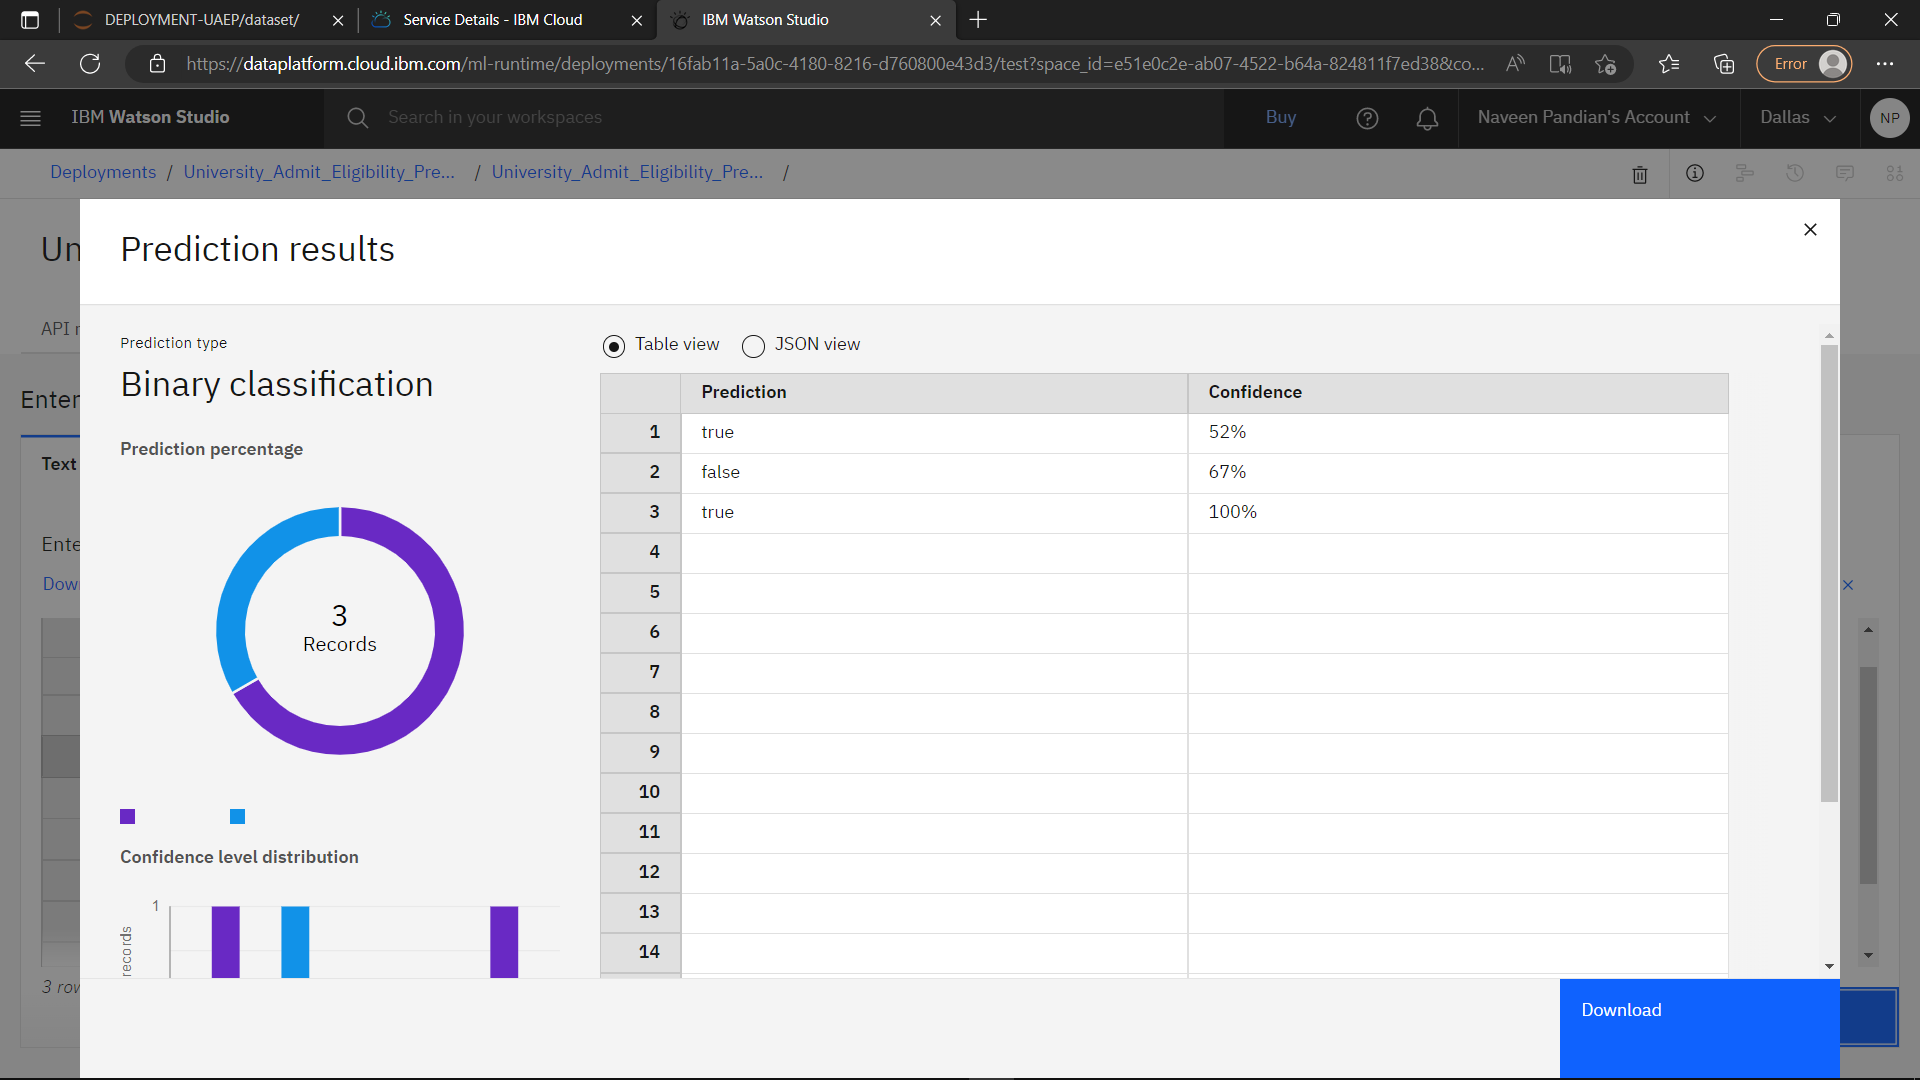 DEPLOYMENT-UAEP/dataset/
Service Details - IBM Cloud
IBM Watson Studio
https://dataplatform.cloud.ibm.com/ml-runtime/deployments/16fab11a-5a0c-4180-8216-d760800e43d3/test?space_id=e51e0c2e-ab07-4522-b64a-824811f7ed38&co...
Error
IBM Watson Studio
Search in your workspaces
Buy
Naveen Pandian's Account
Dallas
NP
Deployments / University_Admit_Eligibility_Pre... / University_Admit_Eligibility_Pre... /
Un
Prediction results
API r
Prediction type
Binary classification
Table view
JSON view
Enter
Text
Prediction percentage
Prediction Confidence
1 true 52%
2 false 67%
3 true 100%
4
5
6
7
8
9
10
11
12
13
14
3
Records
Ente
Dow
Confidence level distribution
1
records
3 rov
Download